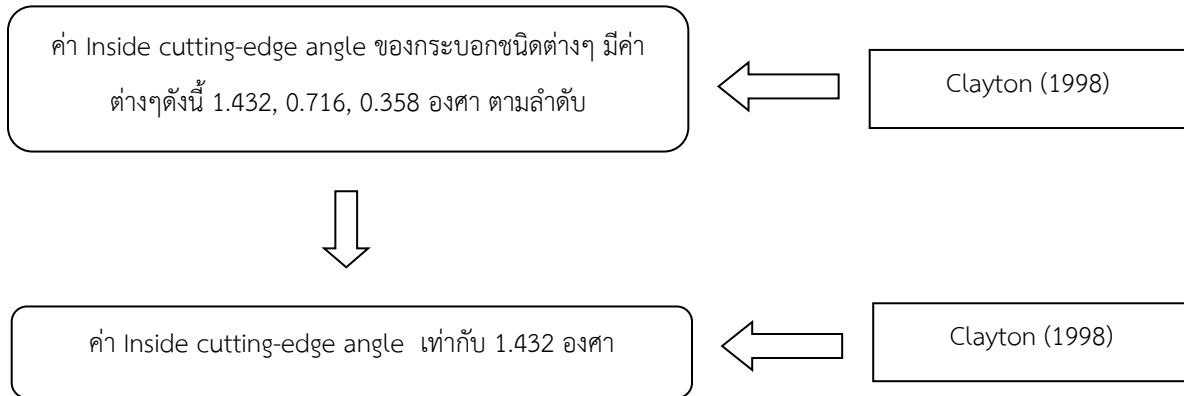 ค่า Inside cutting-edge angle ของกระบอกชนิดต่างๆ มีค่า
ต่างๆดังนี้ 1.432, 0.716, 0.358 องศา ตามลำดับ
Clayton (1998)
ค่า Inside cutting-edge angle เท่ากับ 1.432 องศา
Clayton (1998)